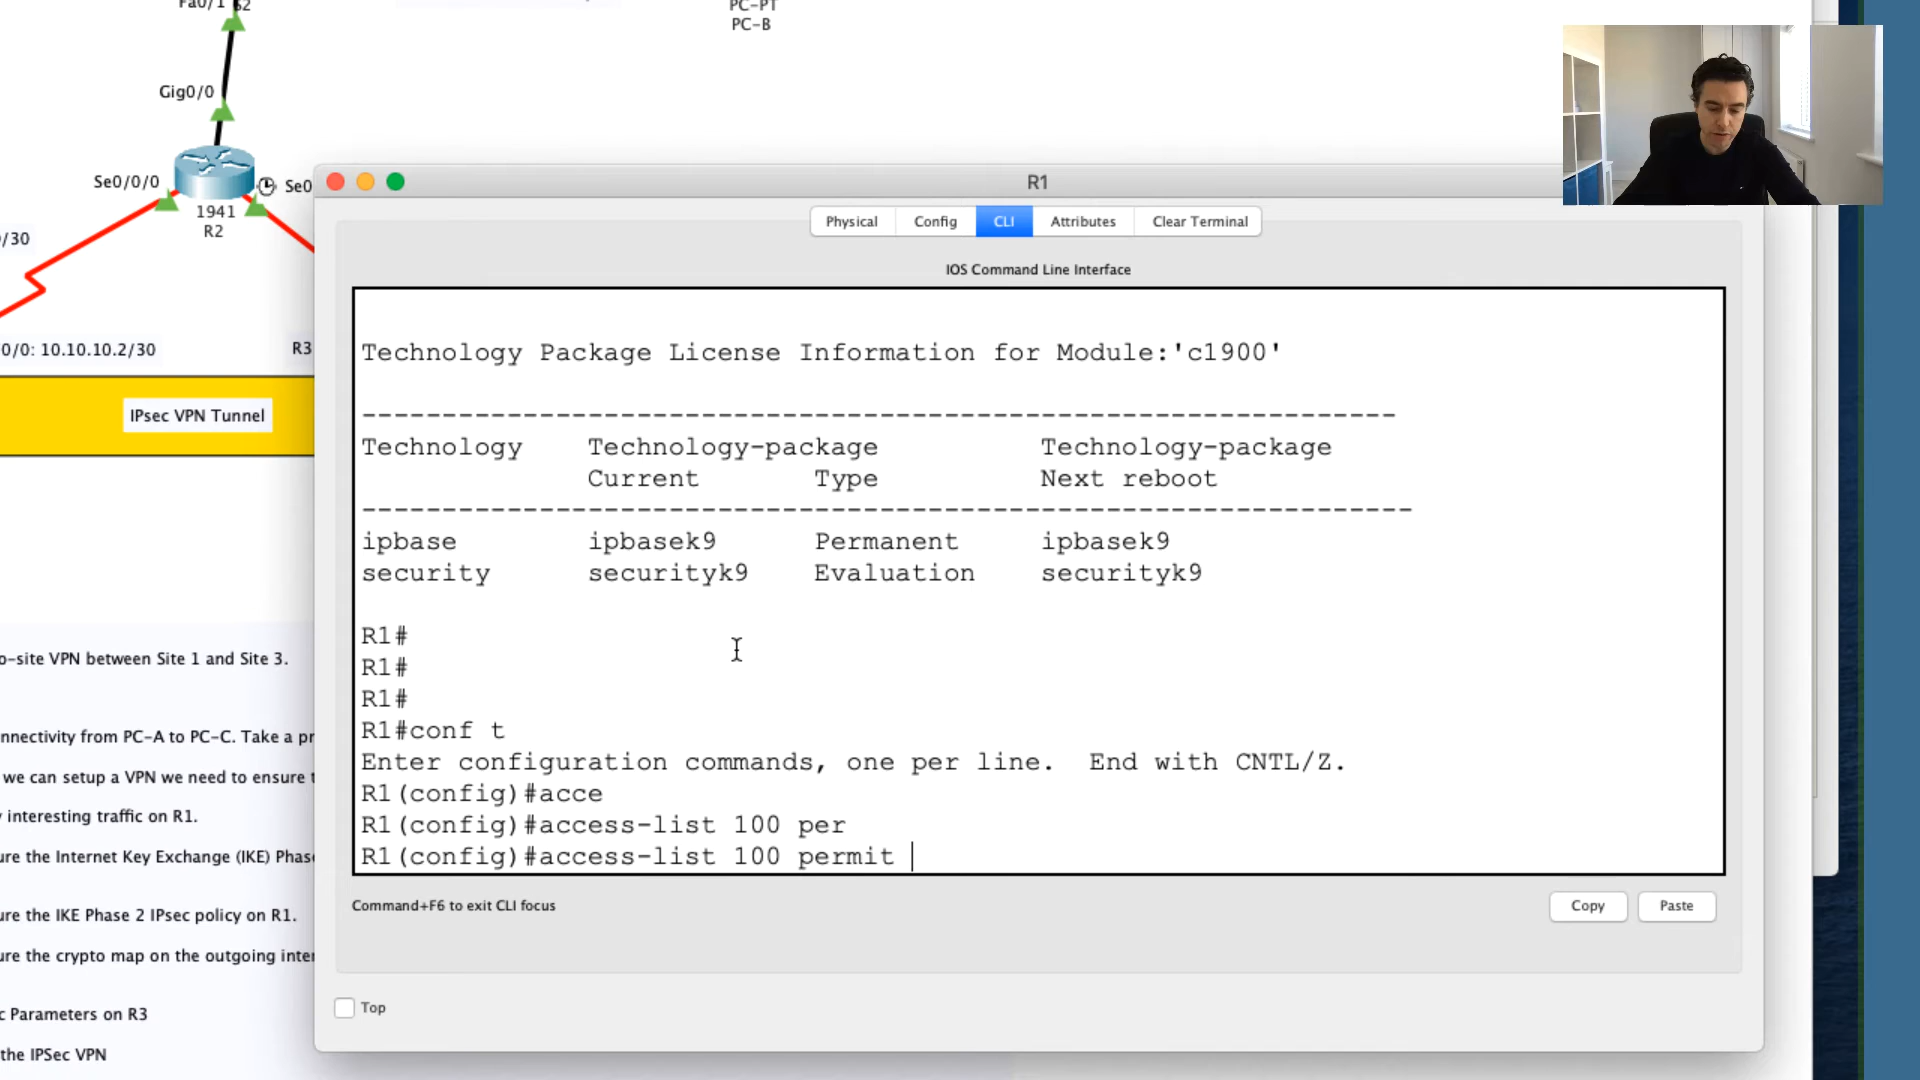 Fa0/1 S2
PC-PT
PC-B
Gig0/0
Se0/0/0
Se0
1941
R2
/30
0/0: 10.10.10.2/30
R3
IPsec VPN Tunnel
o-site VPN between Site 1 and Site 3.
nnectivity from PC-A to PC-C. Take a pr
we can setup a VPN we need to ensure t
interesting traffic on R1.
ure the Internet Key Exchange (IKE) Phase
ure the IKE Phase 2 IPsec policy on R1.
ure the crypto map on the outgoing inter
c Parameters on R3
the IPSec VPN
R1
Physical Config CLI Attributes Clear Terminal
IOS Command Line Interface
Technology Package License Information for Module:'c1900'
----------------------------------------------------------------
Technology Technology-package Technology-package
Current Type Next reboot
-----------------------------------------------------------------
ipbase ipbasek9 Permanent ipbasek9
security securityk9 Evaluation securityk9
R1#
R1#
R1#
R1#conf t
Enter configuration commands, one per line. End with CNTL/Z.
R1(config)#acce
R1(config)#access-list 100 per
R1(config)#access-list 100 permit
Command+F6 to exit CLI focus
Copy
Paste
Top